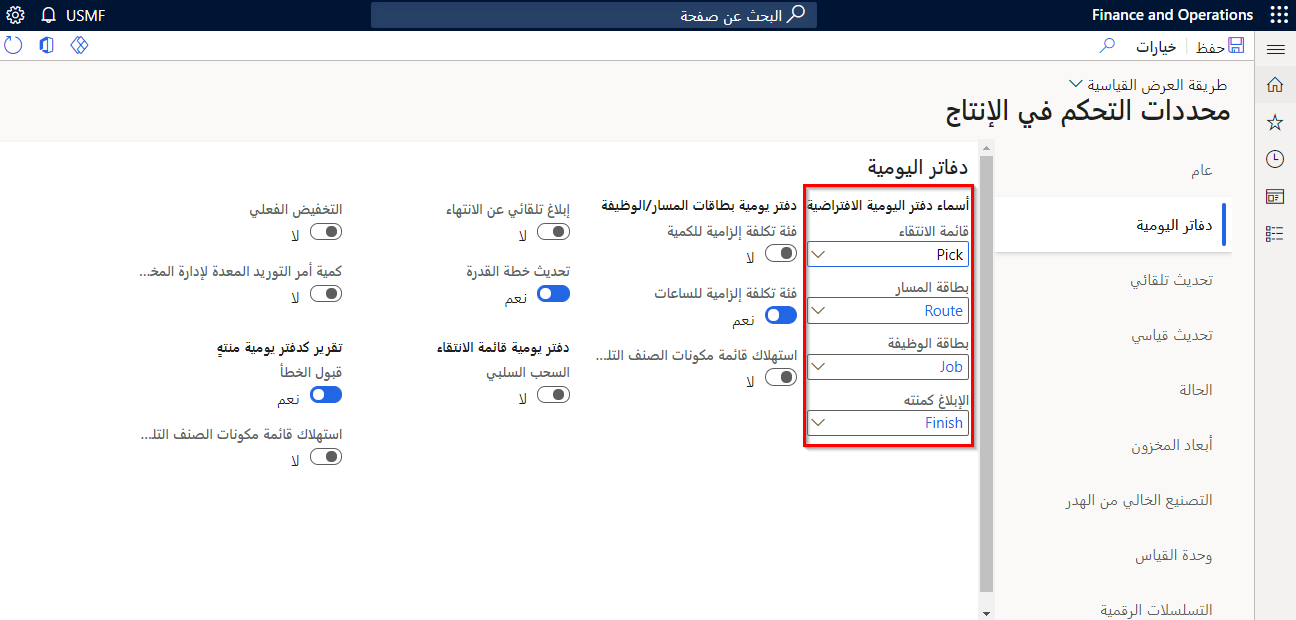 Finance and Operations
البحث عن صفحة
USMF
حفظ
خيارات
طريقة العرض القياسية
محددات التحكم في الإنتاج
عام
دفاتر اليومية
تحديث تلقائي
تحديث قياسي
الحالة
أبعاد المخزون
التصنيع الخالي من الهدر
وحدة القياس
التسلسلات الرقمية
دفاتر اليومية
أسماء دفتر اليومية الافتراضية
قائمة الانتقاء
Pick
بطاقة المسار
Route
بطاقة الوظيفة
Job
الإبلاغ كمنته
Finish
دفتر يومية بطاقات المسار/الوظيفة
فئة تكلفة إلزامية للكمية
لا
فئة تكلفة إلزامية للساعات
نعم
استهلاك قائمة مكونات الصنف التل...
لا
إبلاغ تلقائي عن الانتهاء
لا
تحديث خطة القدرة
نعم
دفتر يومية قائمة الانتقاء
السحب السلبي
لا
التخفيض الفعلي
لا
كمية أمر التوريد المعدة لإدارة المخ...
لا
تقرير كدفتر يومية منتهٍ
قبول الخطأ
نعم
استهلاك قائمة مكونات الصنف التل...
لا